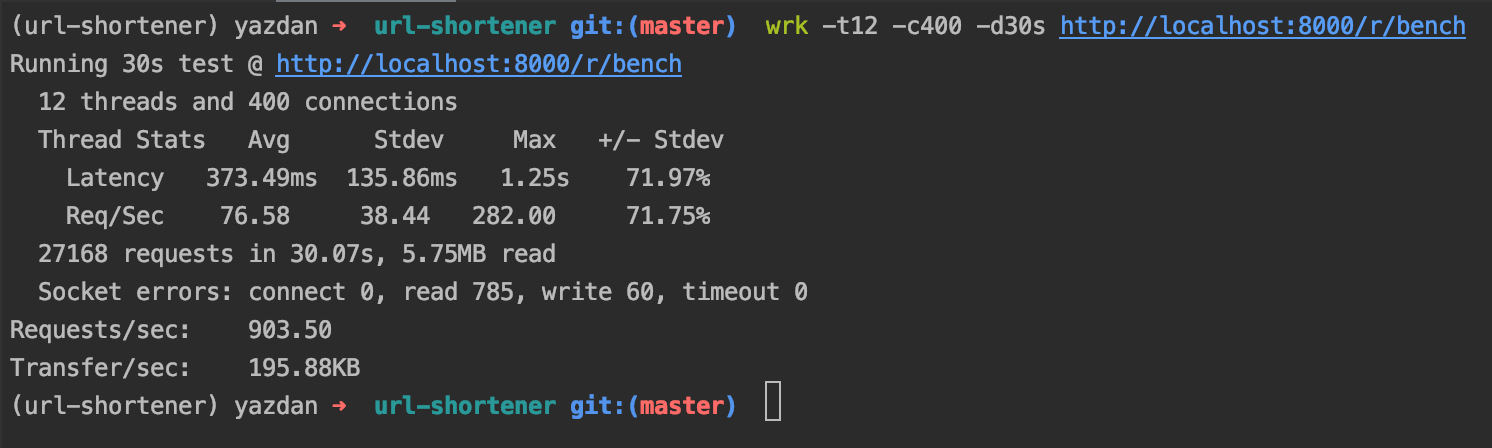 (url-shortener) yazdan ➜  url-shortener git:(master)  wrk -t12 -c400 -d30s http://localhost:8000/r/bench
Running 30s test @ http://localhost:8000/r/bench
  12 threads and 400 connections
  Thread Stats   Avg      Stdev     Max   +/- Stdev
    Latency   373.49ms  135.86ms   1.25s    71.97%
    Req/Sec    76.58     38.44   282.00     71.75%
  27168 requests in 30.07s, 5.75MB read
  Socket errors: connect 0, read 785, write 60, timeout 0
Requests/sec:    903.50
Transfer/sec:    195.88KB
(url-shortener) yazdan ➜  url-shortener git:(master)